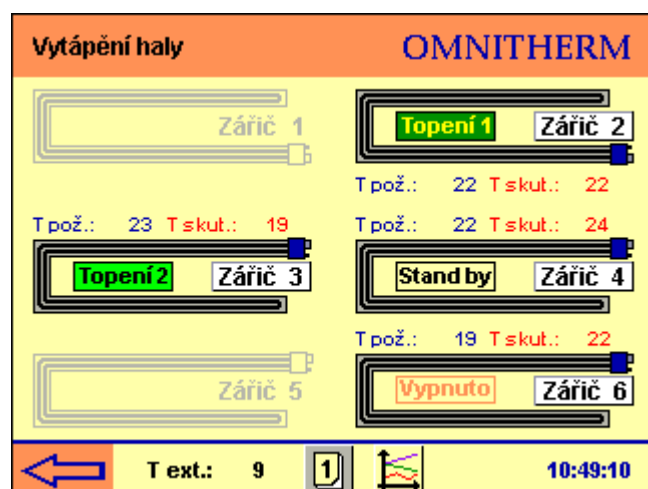 Vytápění haly OMNITHERM
Zářič 1
Topení 1 Zářič 2
T pož.: 22 T skut.: 22
T pož.: 23 T skut.: 19
T pož.: 22 T skut.: 24
Topení 2 Zářič 3
Stand by Zářič 4
T pož.: 19 T skut.: 22
Zářič 5
Vypnuto Zářič 6
T ext.: 9 1 10:49:10